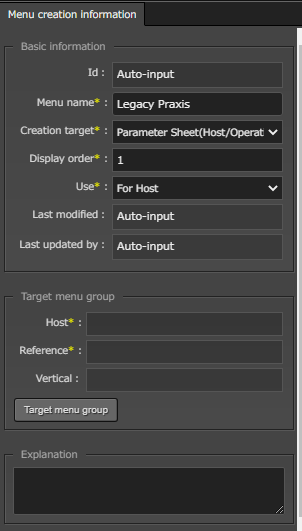 Menu creation information
Basic information
Id : Auto-input
Menu name* : Legacy Praxis
Creation target* : Parameter Sheet(Host/Operat
Display order* : 1
Use* : For Host
Last modified : Auto-input
Last updated by : Auto-input
Target menu group
Host* :
Reference* :
Vertical :
Target menu group
Explanation